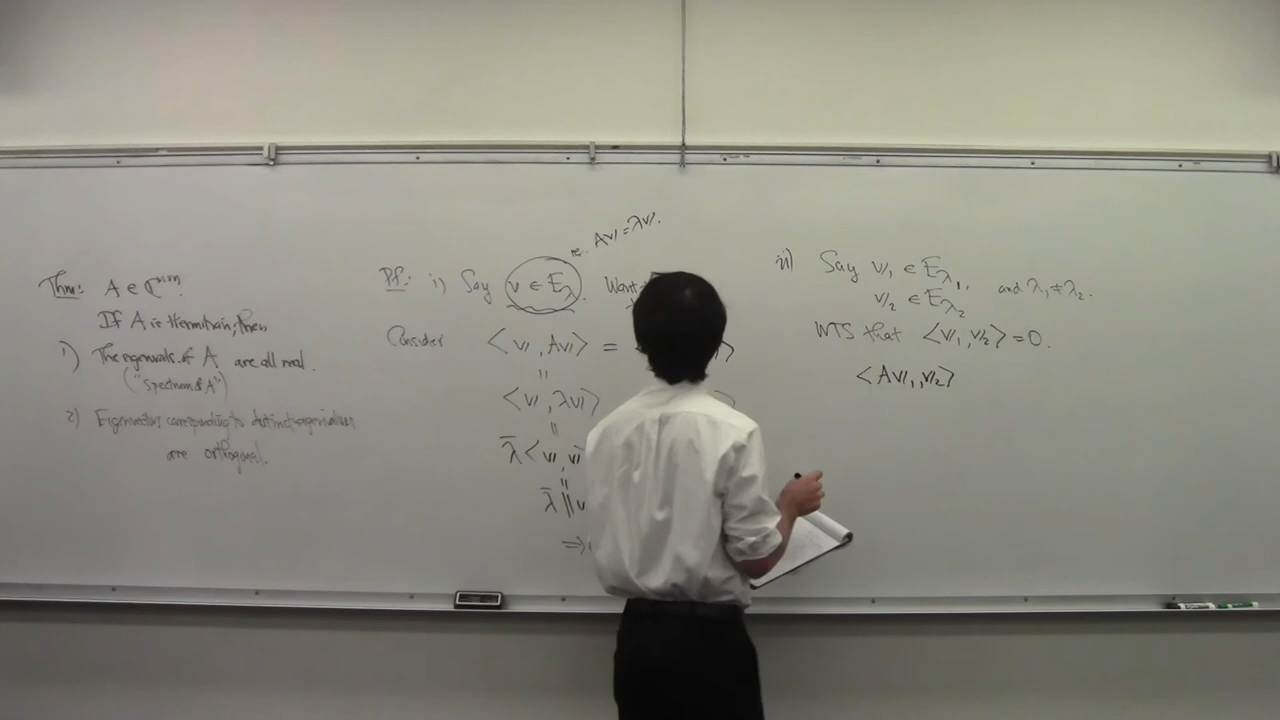 Thm: A ∈ ℂⁿˣⁿ.
If A is Hermitian, then
1) The eigenvals of A are all real.
("spectrum of A")
2) Eigenvectors corresponding to distinct eigenvalues
are orthogonal.
i.e. Av = λv.
Pf: i) Say v ∈ E_λ. Want
Consider <v, Av> =
"
<v, λv>
"
λ̄ <v, v
"
λ̄ ||v
⇒
ii) Say v₁ ∈ E_λ₁, and λ₁ ≠ λ₂.
v₂ ∈ E_λ₂
WTS that <v₁, v₂> = 0.
<Av₁, v₂>